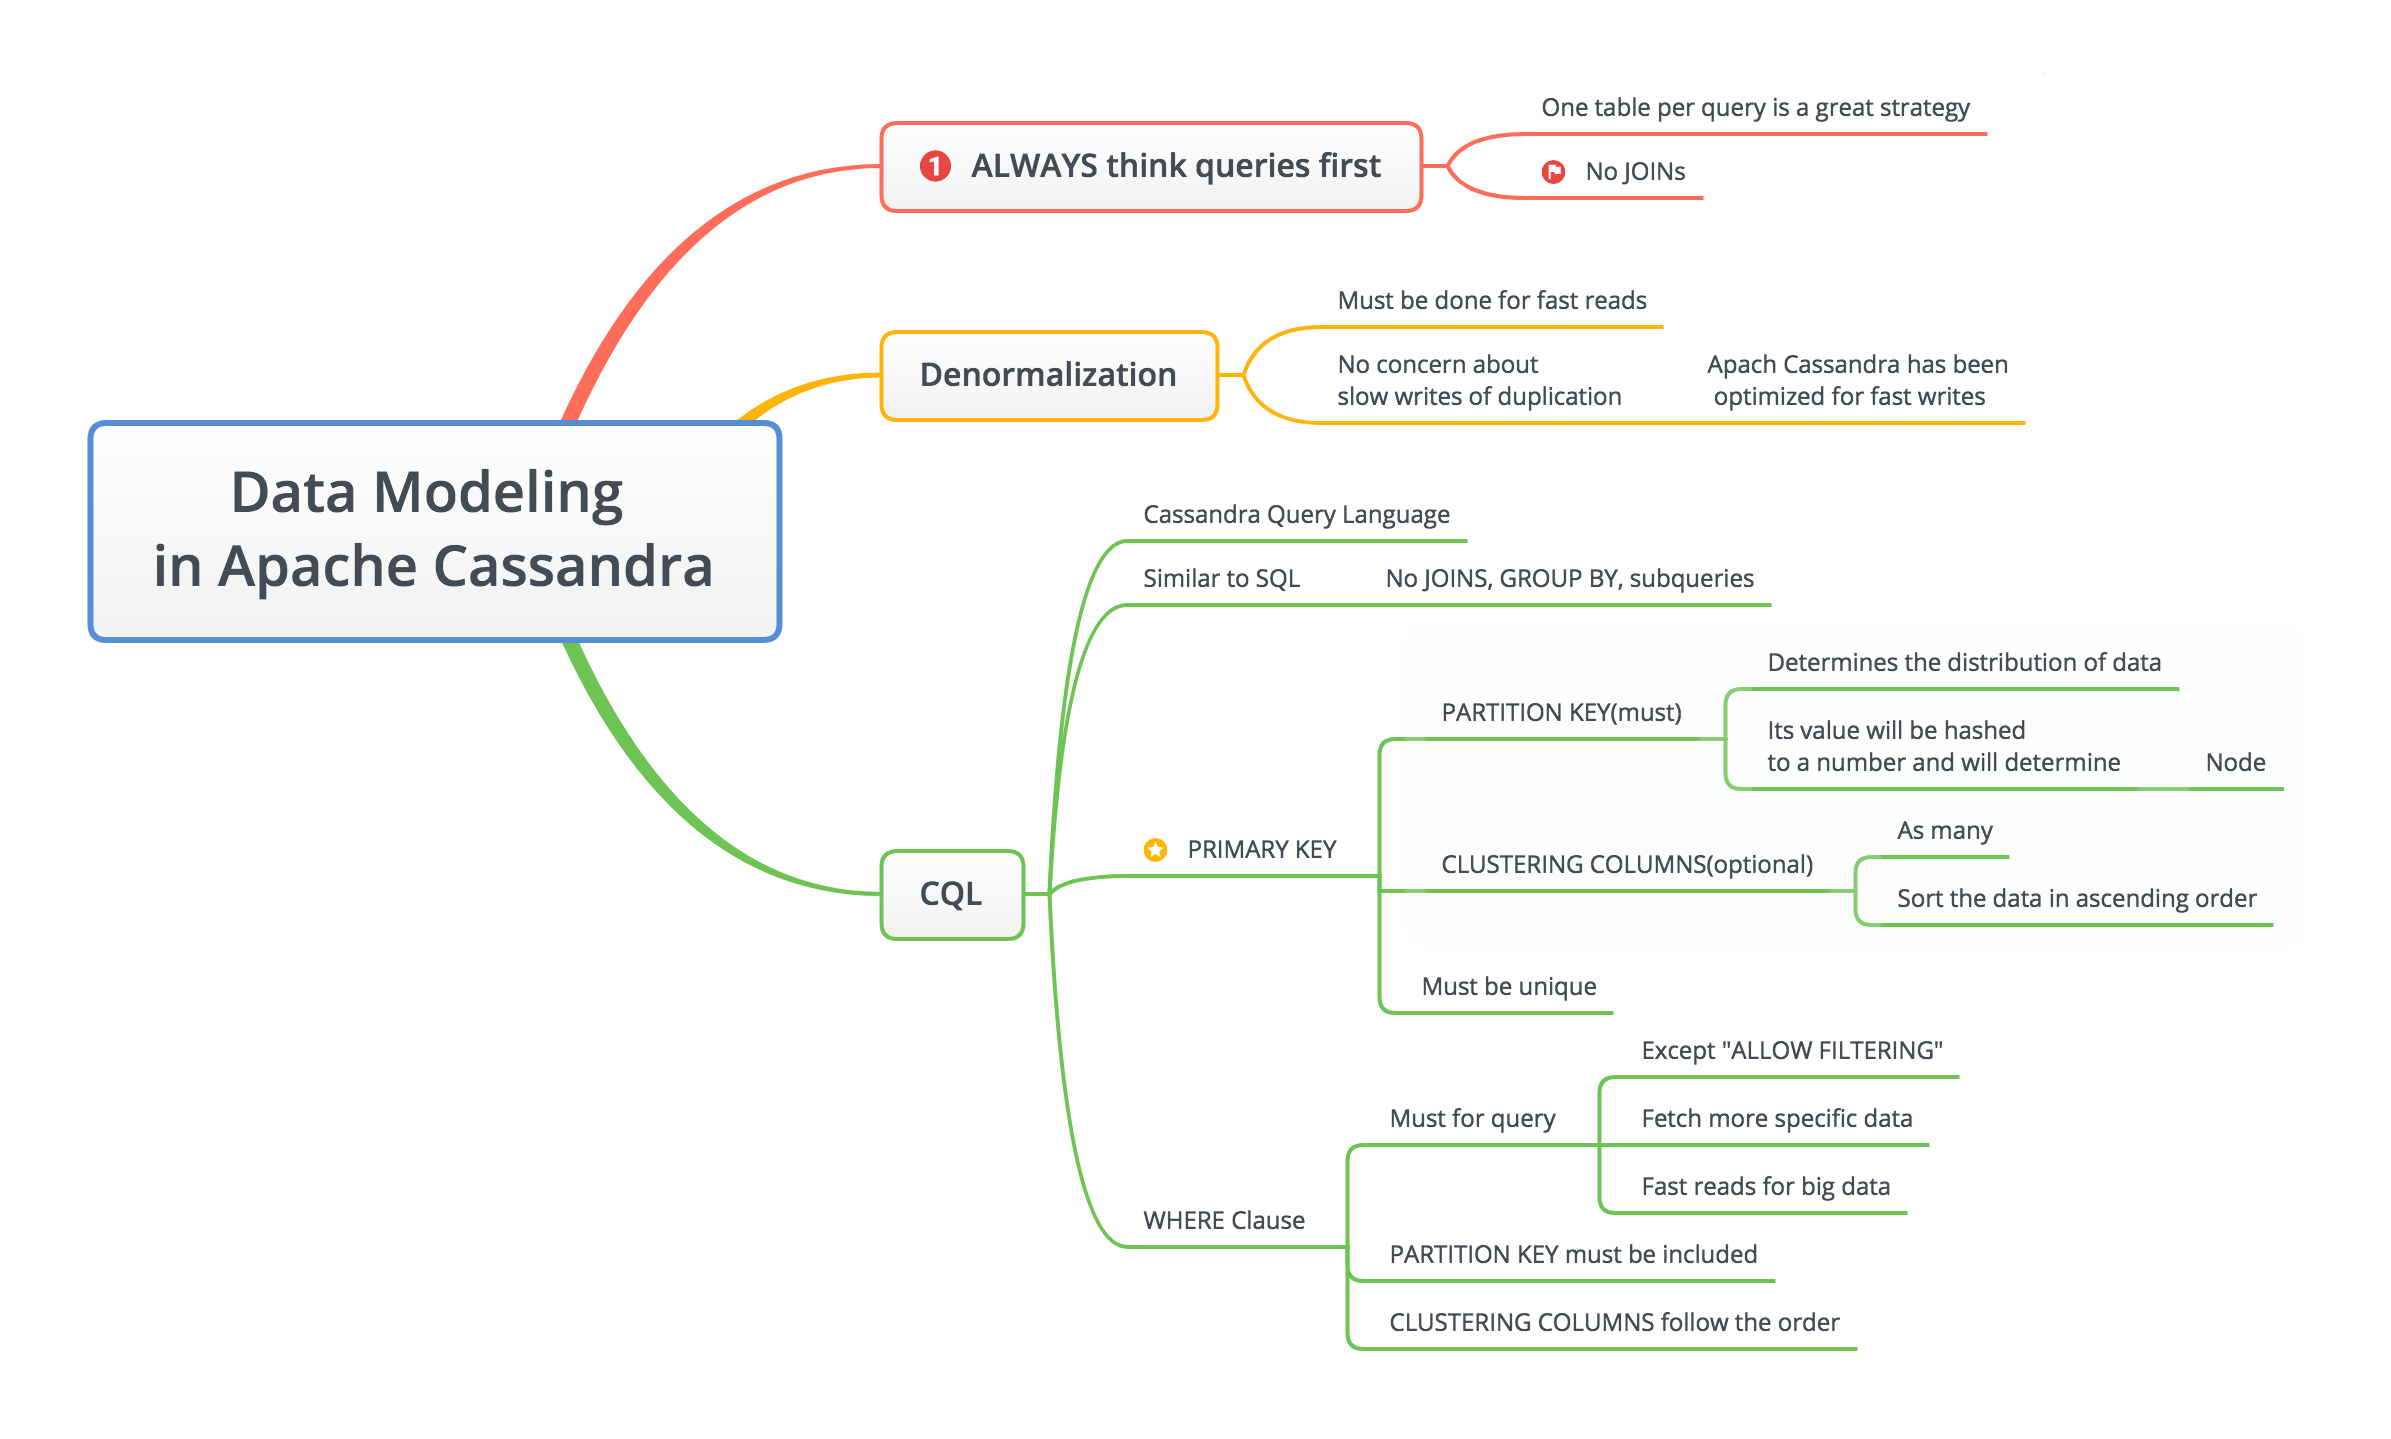 Data Modeling
in Apache Cassandra
1 ALWAYS think queries first
One table per query is a great strategy
No JOINs
Denormalization
Must be done for fast reads
No concern about
slow writes of duplication
Apach Cassandra has been
optimized for fast writes
CQL
Cassandra Query Language
Similar to SQL
No JOINS, GROUP BY, subqueries
PRIMARY KEY
PARTITION KEY(must)
Determines the distribution of data
Its value will be hashed
to a number and will determine
Node
CLUSTERING COLUMNS(optional)
As many
Sort the data in ascending order
Must be unique
WHERE Clause
Must for query
Except "ALLOW FILTERING"
Fetch more specific data
Fast reads for big data
PARTITION KEY must be included
CLUSTERING COLUMNS follow the order